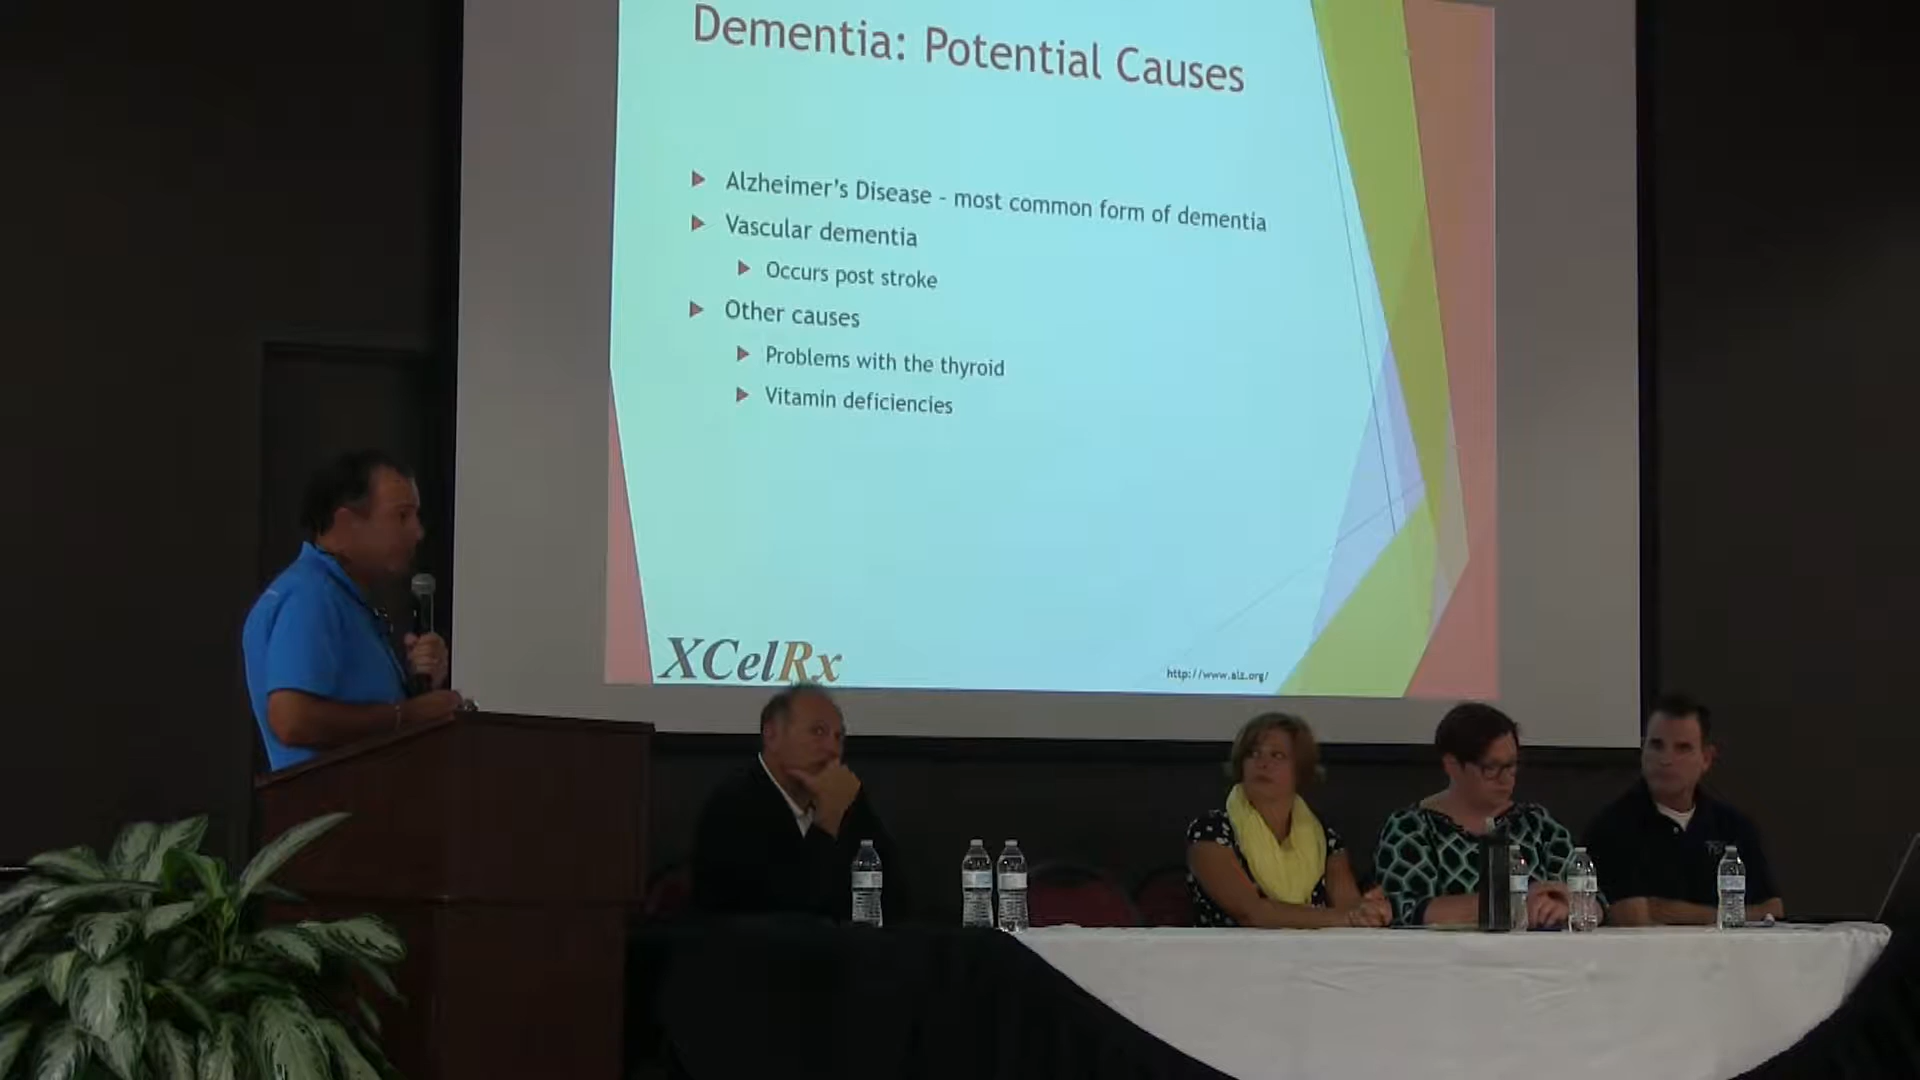 Dementia: Potential Causes
Alzheimer's Disease - most common form of dementia
Vascular dementia
Occurs post stroke
Other causes
Problems with the thyroid
Vitamin deficiencies
XCelRx
http://www.alz.org/